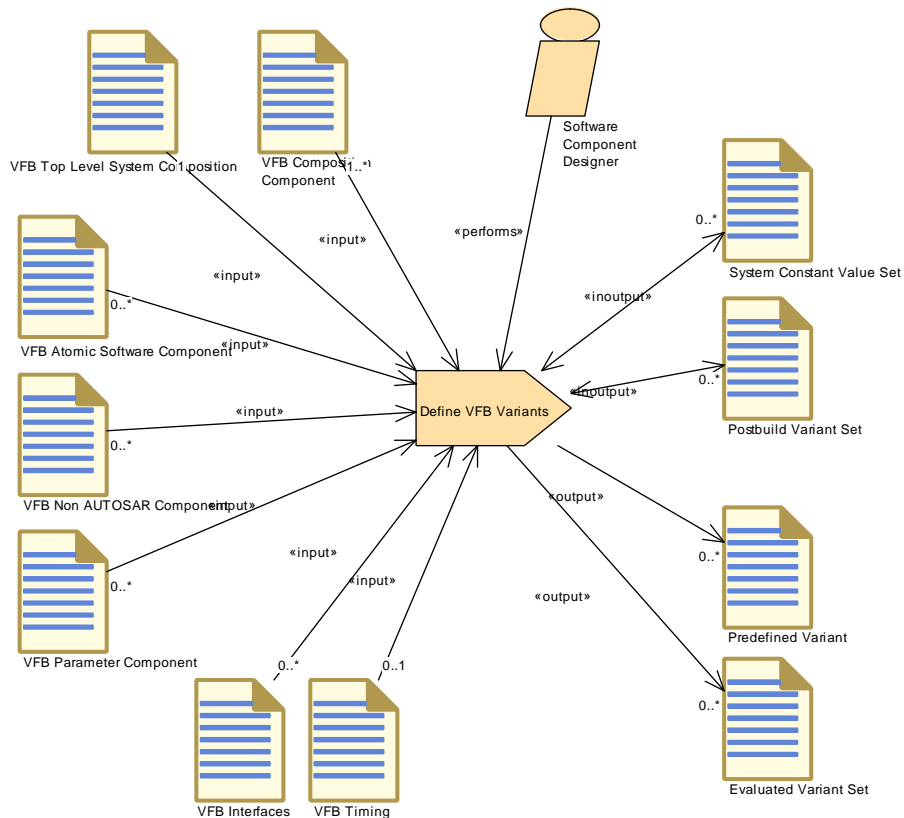 Software
Component
Designer
VFB Top Level System Co1.position
VFB Composition
1..*
Component
«input»
«input»
«performs»
0..*
System Constant Value Set
«inoutput»
0..*
VFB Atomic Software Component
«input»
«inoutput»
0..*
Define VFB Variants
«input»
Postbuild Variant Set
0..*
VFB Non AUTOSAR Component
«input»
«output»
«input»
«input»
0..*
0..*
«output»
Predefined Variant
VFB Parameter Component
0..*
0..1
0..*
VFB Interfaces
VFB Timing
Evaluated Variant Set